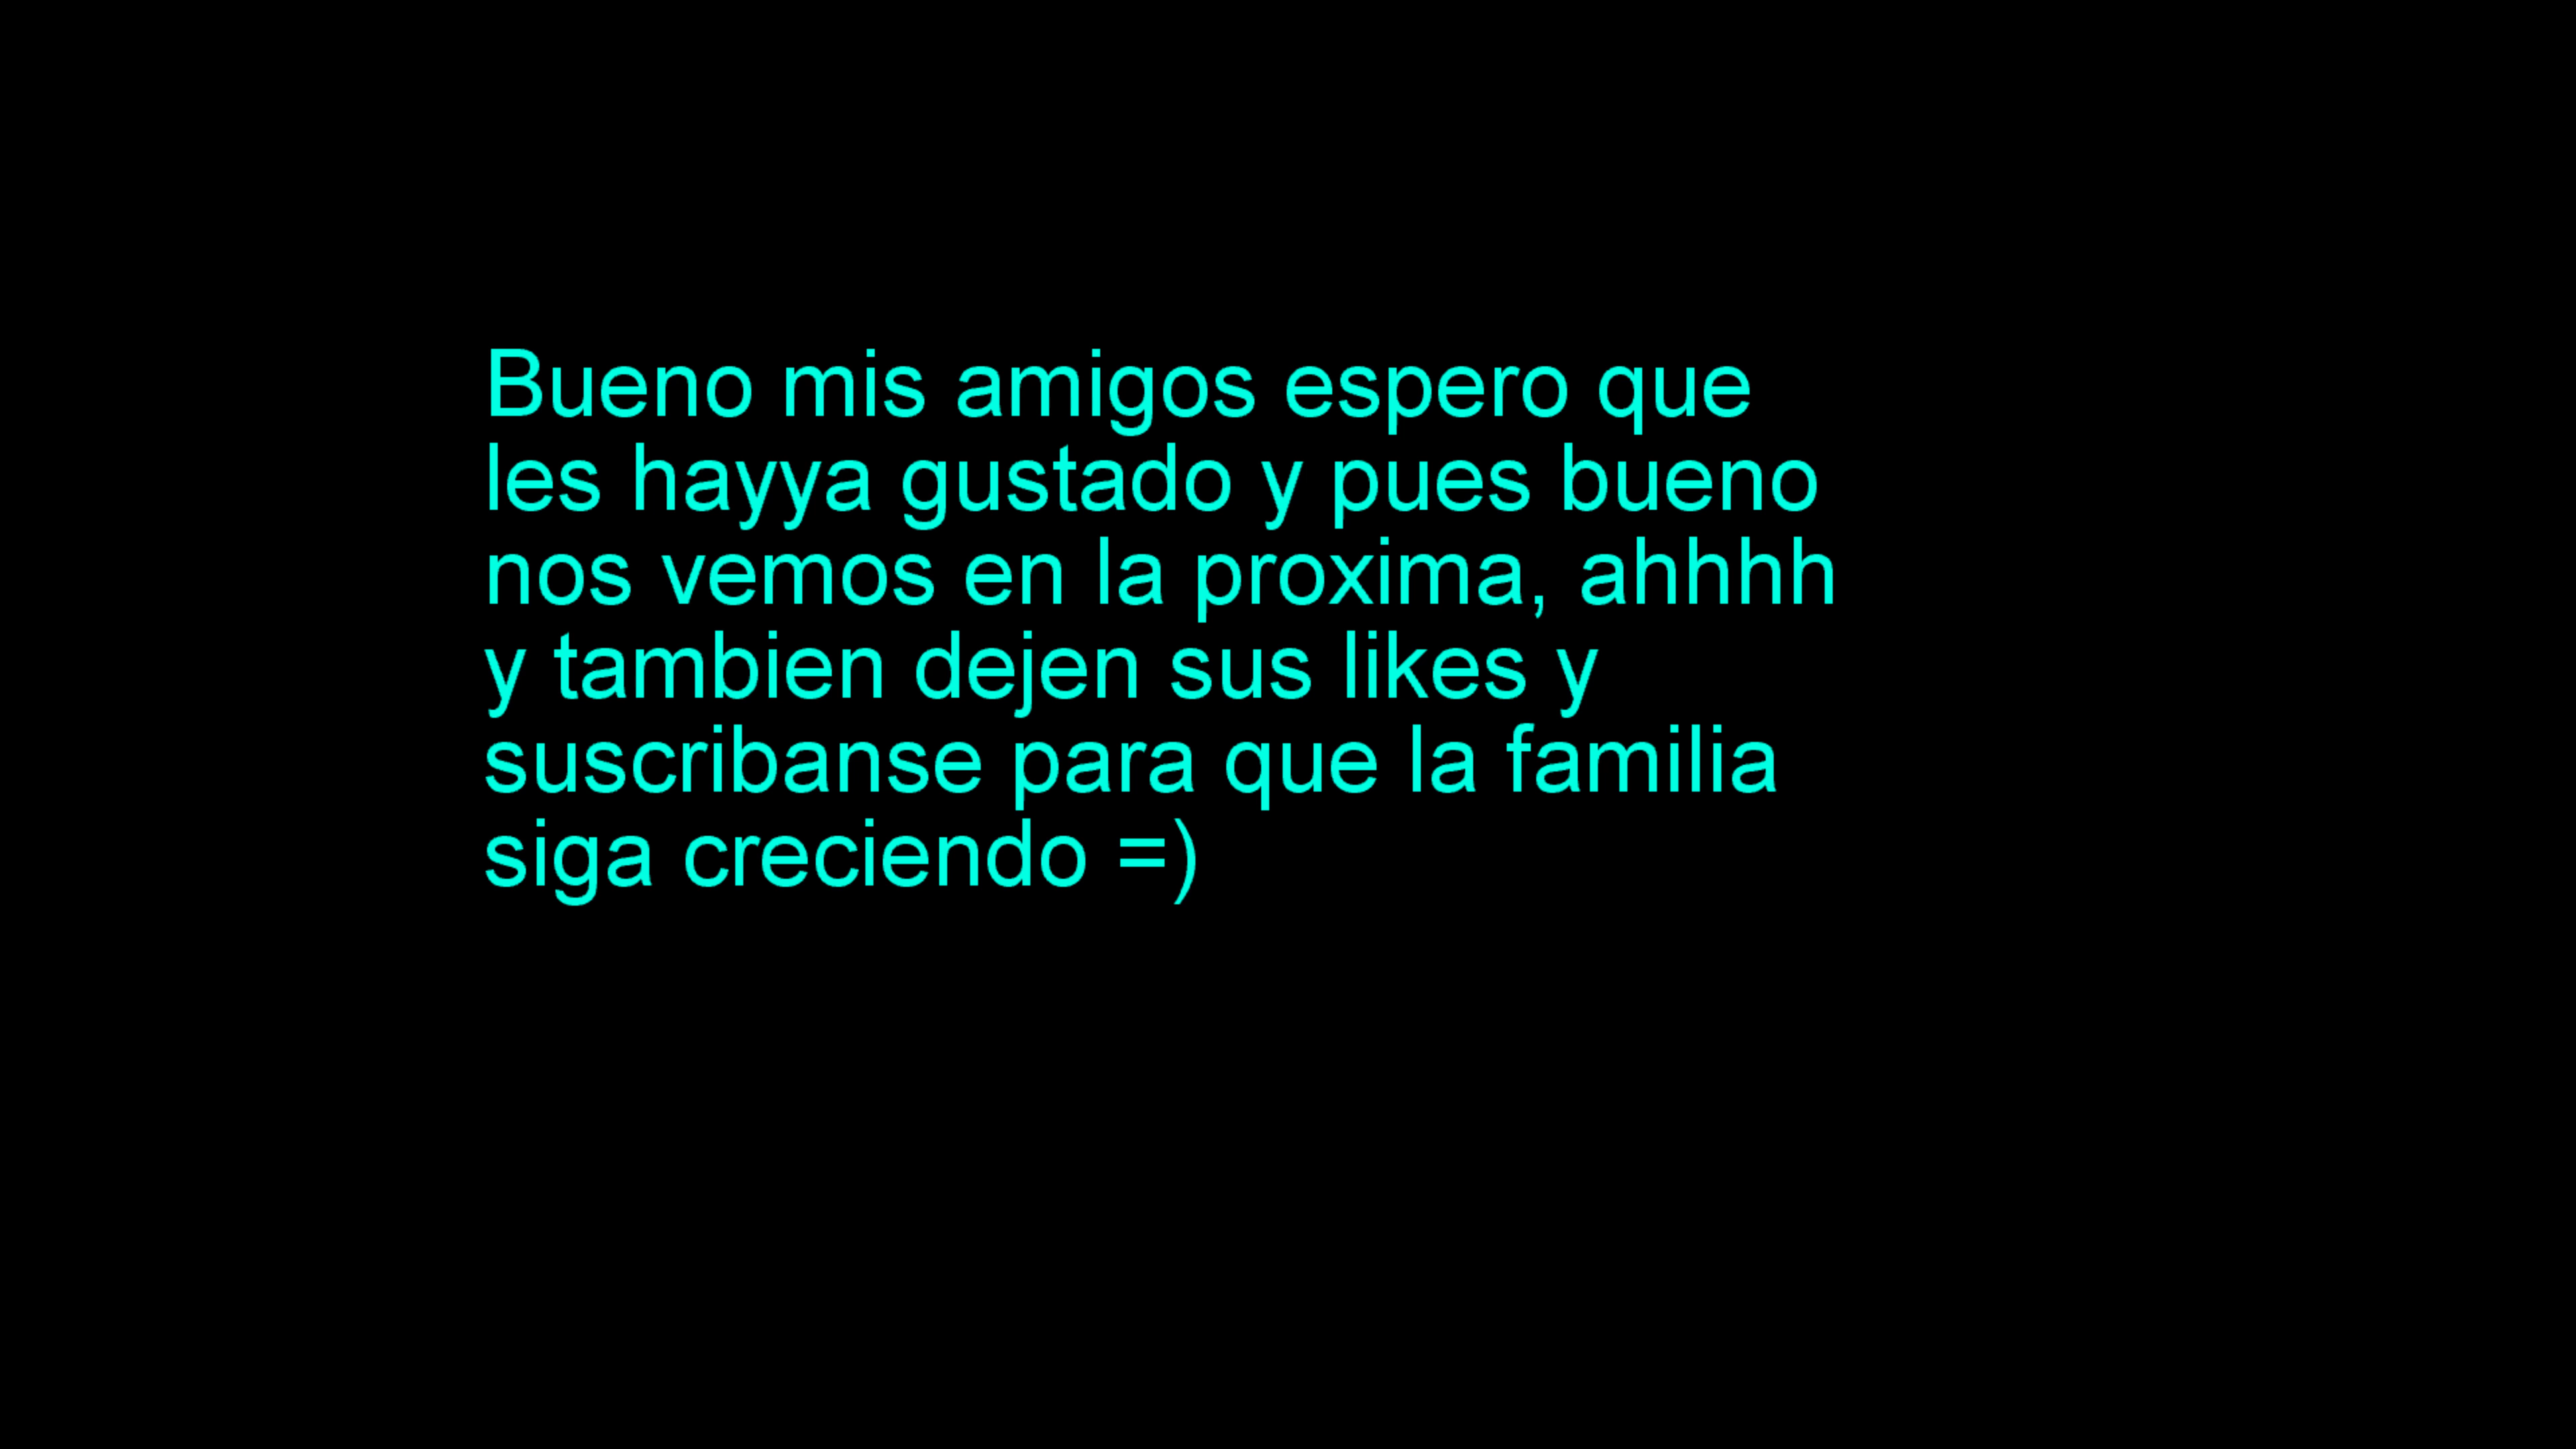 Bueno mis amigos espero que
les hayya gustado y pues bueno
nos vemos en la proxima, ahhhh
y tambien dejen sus likes y
suscribanse para que la familia
siga creciendo =)